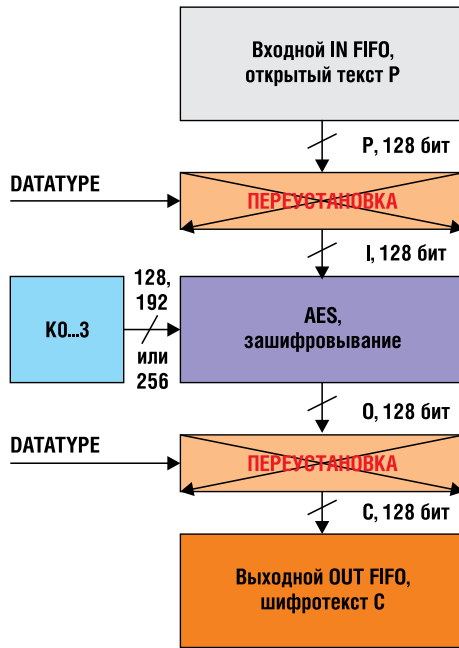 Входной IN FIFO,
открытый текст P
P, 128 бит
DATATYPE
ПЕРЕУСТАНОВКА
I, 128 бит
128,
192
или
256
K0...3
AES,
зашифровывание
O, 128 бит
DATATYPE
ПЕРЕУСТАНОВКА
C, 128 бит
Выходной OUT FIFO,
шифротекст C